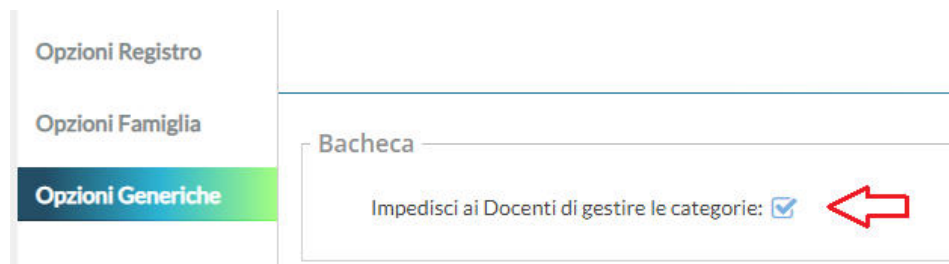 Opzioni Registro
Opzioni Famiglia
Opzioni Generiche
Bacheca
Impedisci ai Docenti di gestire le categorie: